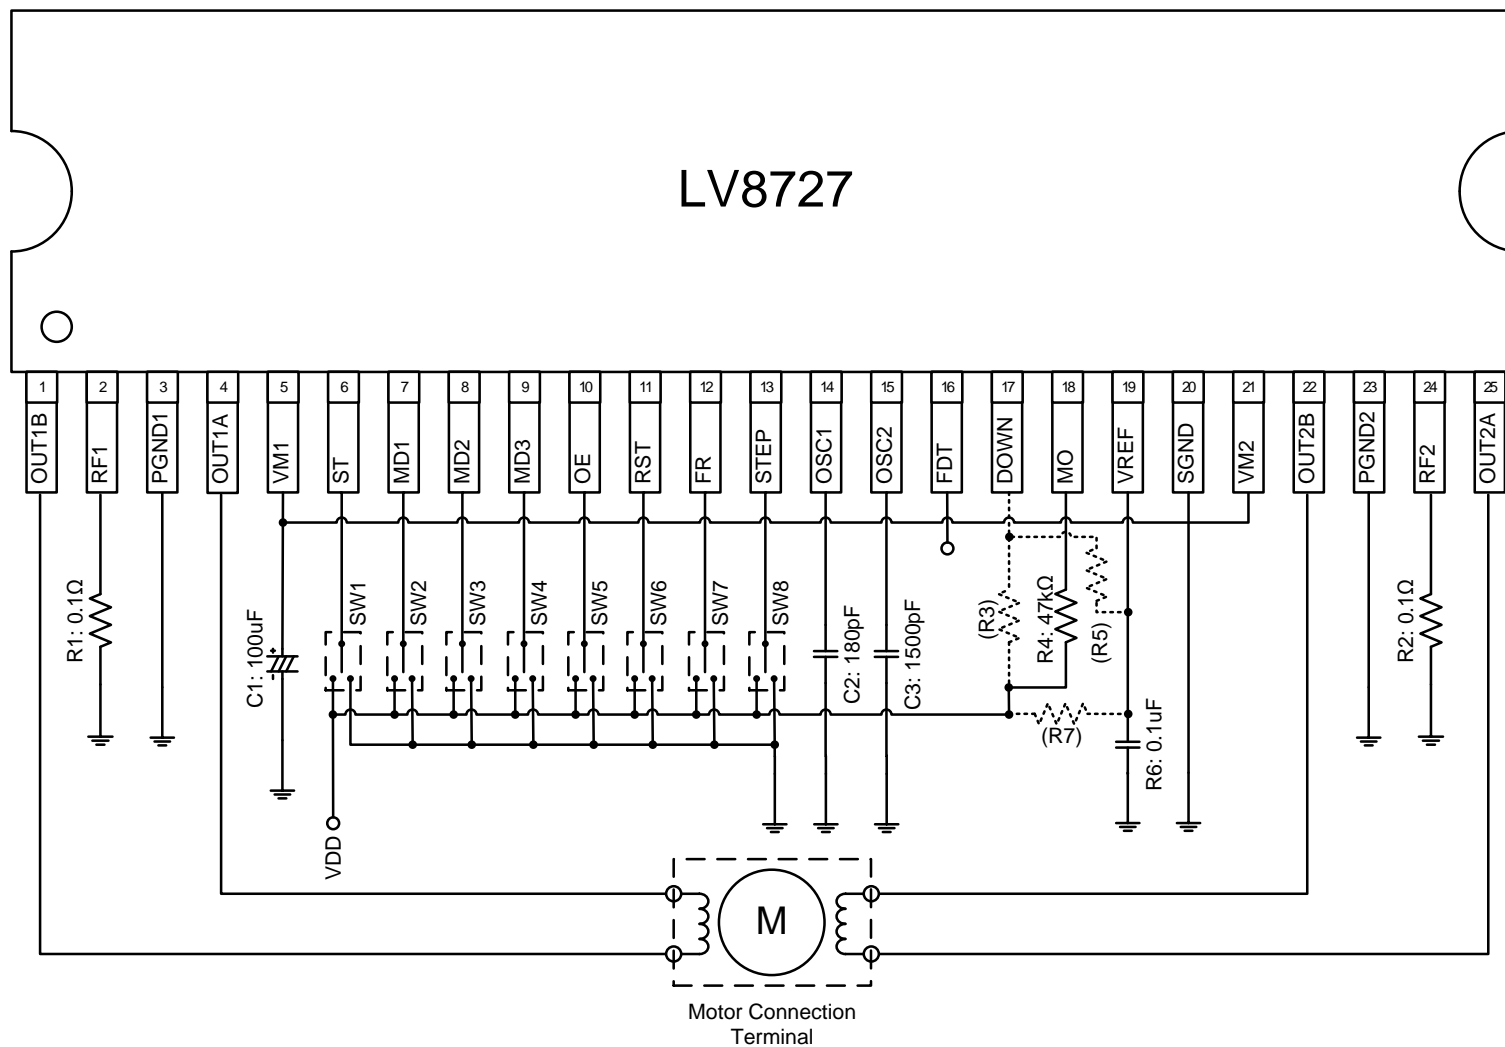 LV8727
1 2 3 4 5 6 7 8 9 10 11 12 13 14 15 16 17 18 19 20 21 22 23 24 25
OUT1B
RF1
PGND1
OUT1A
VM1
ST
MD1
MD2
MD3
OE
RST
FR
STEP
OSC1
OSC2
FDT
DOWN
MO
VREF
SGND
VM2
OUT2B
PGND2
RF2
OUT2A
R1: 0.1Ω
C1: 100uF
+
-
SW1
SW2
SW3
SW4
SW5
SW6
SW7
SW8
C2: 180pF
C3: 1500pF
(R3)
R4: 47kΩ
(R5)
(R7)
R6: 0.1uF
R2: 0.1Ω
VDD
M
Motor Connection
Terminal